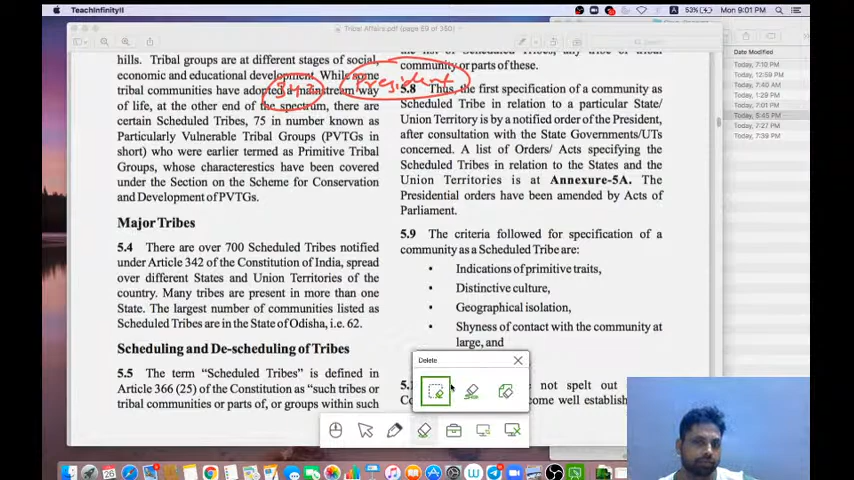 TeachInfinityII
53%
Mon 9:01 PM
Tribal Affairs.pdf (page 69 of 350)
hills. Tribal groups are at different stages of social,
economic and educational development. While some
tribal communities have adopted a mainstream way
of life, at the other end of the spectrum, there are
certain Scheduled Tribes, 75 in number known as
Particularly Vulnerable Tribal Groups (PVTGs in
short) who were earlier termed as Primitive Tribal
Groups, whose characterestics have been covered
under the Section on the Scheme for Conservation
and Development of PVTGs.
Major Tribes
5.4 There are over 700 Scheduled Tribes notified
under Article 342 of the Constitution of India, spread
over different States and Union Territories of the
country. Many tribes are present in more than one
State. The largest number of communities listed as
Scheduled Tribes are in the State of Odisha, i.e. 62.
Scheduling and De-scheduling of Tribes
5.5 The term “Scheduled Tribes” is defined in
Article 366 (25) of the Constitution as “such tribes or
tribal communities or parts of, or groups within such
342
President
the list of Scheduled Tribes, any tribe or tribal
community or parts of these.
5.8 Thus, the first specification of a community as
Scheduled Tribe in relation to a particular State/
Union Territory is by a notified order of the President,
after consultation with the State Governments/UTs
concerned. A list of Orders/ Acts specifying the
Scheduled Tribes in relation to the States and the
Union Territories is at Annexure-5A. The
Presidential orders have been amended by Acts of
Parliament.
5.9 The criteria followed for specification of a
community as a Scheduled Tribe are:
• Indications of primitive traits,
• Distinctive culture,
• Geographical isolation,
• Shyness of contact with the community at
large, and
not spelt out
come well establish
Delete
Date Modified
Today, 7:10 PM
Today, 12:59 PM
Today, 7:40 AM
Today, 1:29 PM
Today, 7:01 PM
Today, 5:45 PM
Today, 7:27 PM
Today, 7:39 PM